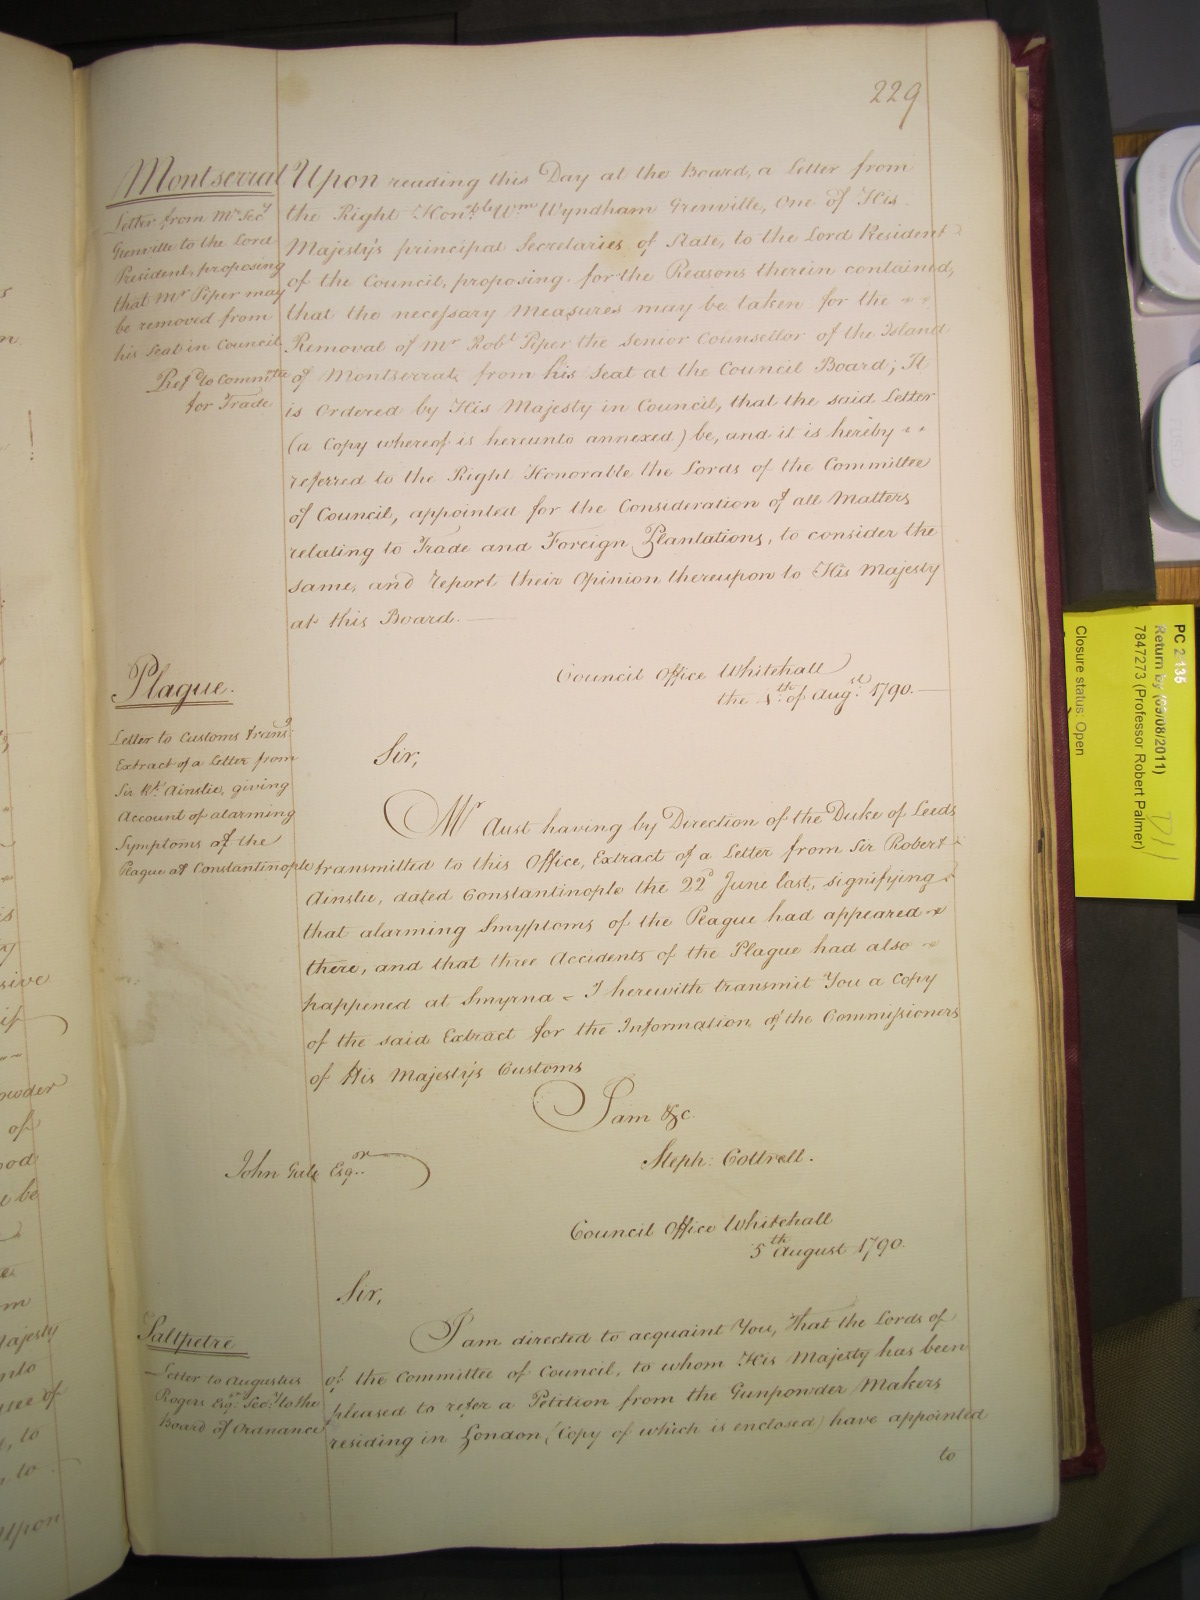 229
Montserrat
Letter from Mr Secy
Grenville to the Lord
President, proposing
that Mr Piper may
be removed from
his Seat in Council
Refd to Committe
for Trade
Upon reading this Day at the Board, a Letter from
the Right Honble Wm Wyndham Grenville, One of His
Majesty's principal Secretaries of State, to the Lord President
of the Council, proposing for the Reasons therein contained,
that the necessary Measures may be taken for the
Removal of Mr Robt Piper the Senior Counsellor of the Island
of Montserrat, from his Seat at the Council Board; It
is Ordered by His Majesty in Council, that the said Letter
(a Copy whereof is hereunto annexed) be, and it is hereby
referred to the Right Honorable the Lords of the Committee
of Council, appointed for the Consideration of all Matters
relating to Trade and Foreign Plantations, to consider the
same, and report their Opinion thereupon to His Majesty
at this Board.
Plague.
Letter to Customs transg
Extract of a Letter from
Sir Rt Ainslie, giving
Account of alarming
Symptoms of the
Plague at Constantinople
Council Office Whitehall
the 4th of Augst 1790.
Sir,
Mr Aust having by Direction of the Duke of Leeds
transmitted to this Office, Extract of a Letter from Sir Robert
Ainslie, dated Constantinople the 22d June last, signifying
that alarming Smyptoms of the Plague had appeared
there, and that three Accidents of the Plague had also
happened at Smyrna - I herewith transmit You a Copy
of the said Extract for the Information of the Commissioners
of His Majesty's Customs
I am &c
Steph: Cottrell.
John Gale Esqr
Council Office Whitehall
5th August 1790.
Sir,
Saltpetre
Letter to Augustus
Rogers Esqr Secy to the
Board of Ordnance
I am directed to acquaint You, That the Lords of
of the Committee of Council, to whom His Majesty has been
pleased to refer a Petition from the Gunpowder Makers
residing in London, (Copy of which is enclosed) have appointed
to
PC 2 135
Return by (09/08/2011)
7847273 (Professor Robert Palmer)
Closure status: Open
D11